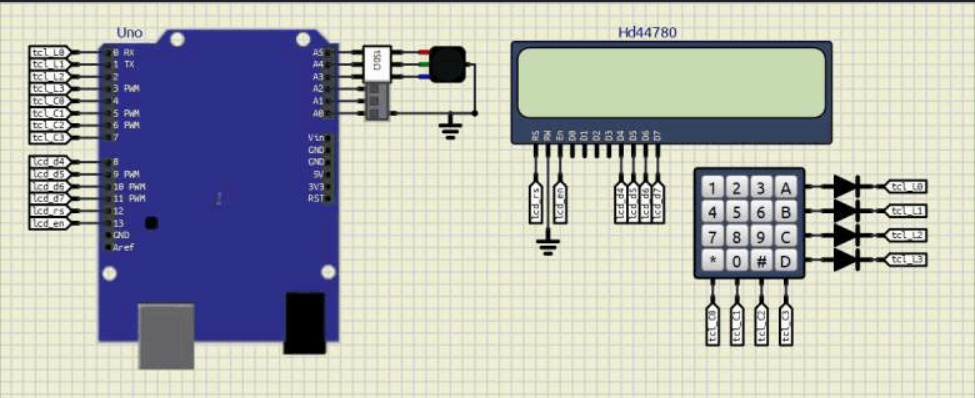 Uno
tcl_L0
tcl_L1
tcl_L2
tcl_L3
tcl_C0
tcl_C1
tcl_C2
tcl_C3
lcd_d4
lcd_d5
lcd_d6
lcd_d7
lcd_rs
lcd_en
0 RX
1 TX
2
3 PWM
4
5 PWM
6 PWM
7
8
9 PWM
10 PWM
11 PWM
12
13
GND
Aref
A5
A4
A3
A2
A1
A0
Vin
GND
GND
5V
3V3
RST
Hd44780
RS
RW
En
D0
D1
D2
D3
D4
D5
D6
D7
lcd_rs
lcd_en
lcd_d4
lcd_d5
lcd_d6
lcd_d7
1 2 3 A
4 5 6 B
7 8 9 C
* 0 # D
tcl_L0
tcl_L1
tcl_L2
tcl_L3
tcl_C0
tcl_C1
tcl_C2
tcl_C3